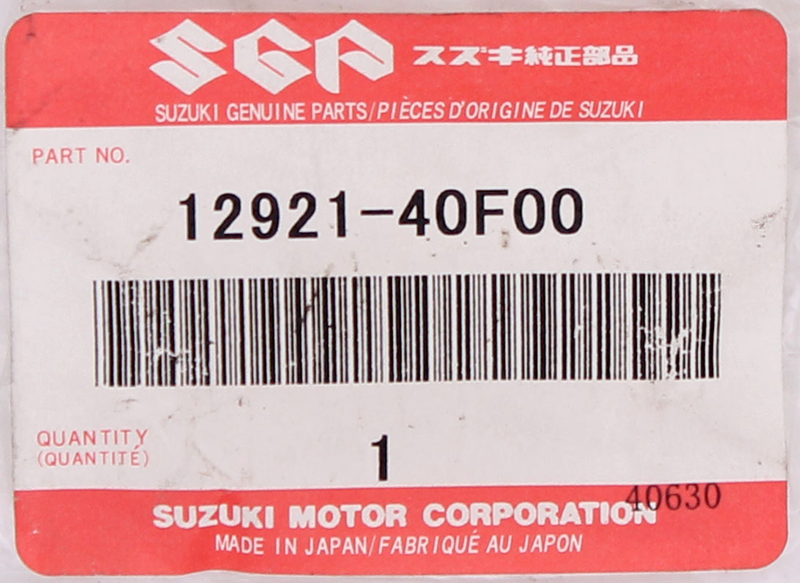 SGP スズキ純正部品
SUZUKI GENUINE PARTS/PIÈCES D'ORIGINE DE SUZUKI
PART NO.
12921-40F00
QUANTITY
(QUANTITÉ)
1
40630
SUZUKI MOTOR CORPORATION
MADE IN JAPAN/FABRIQUÉ AU JAPON